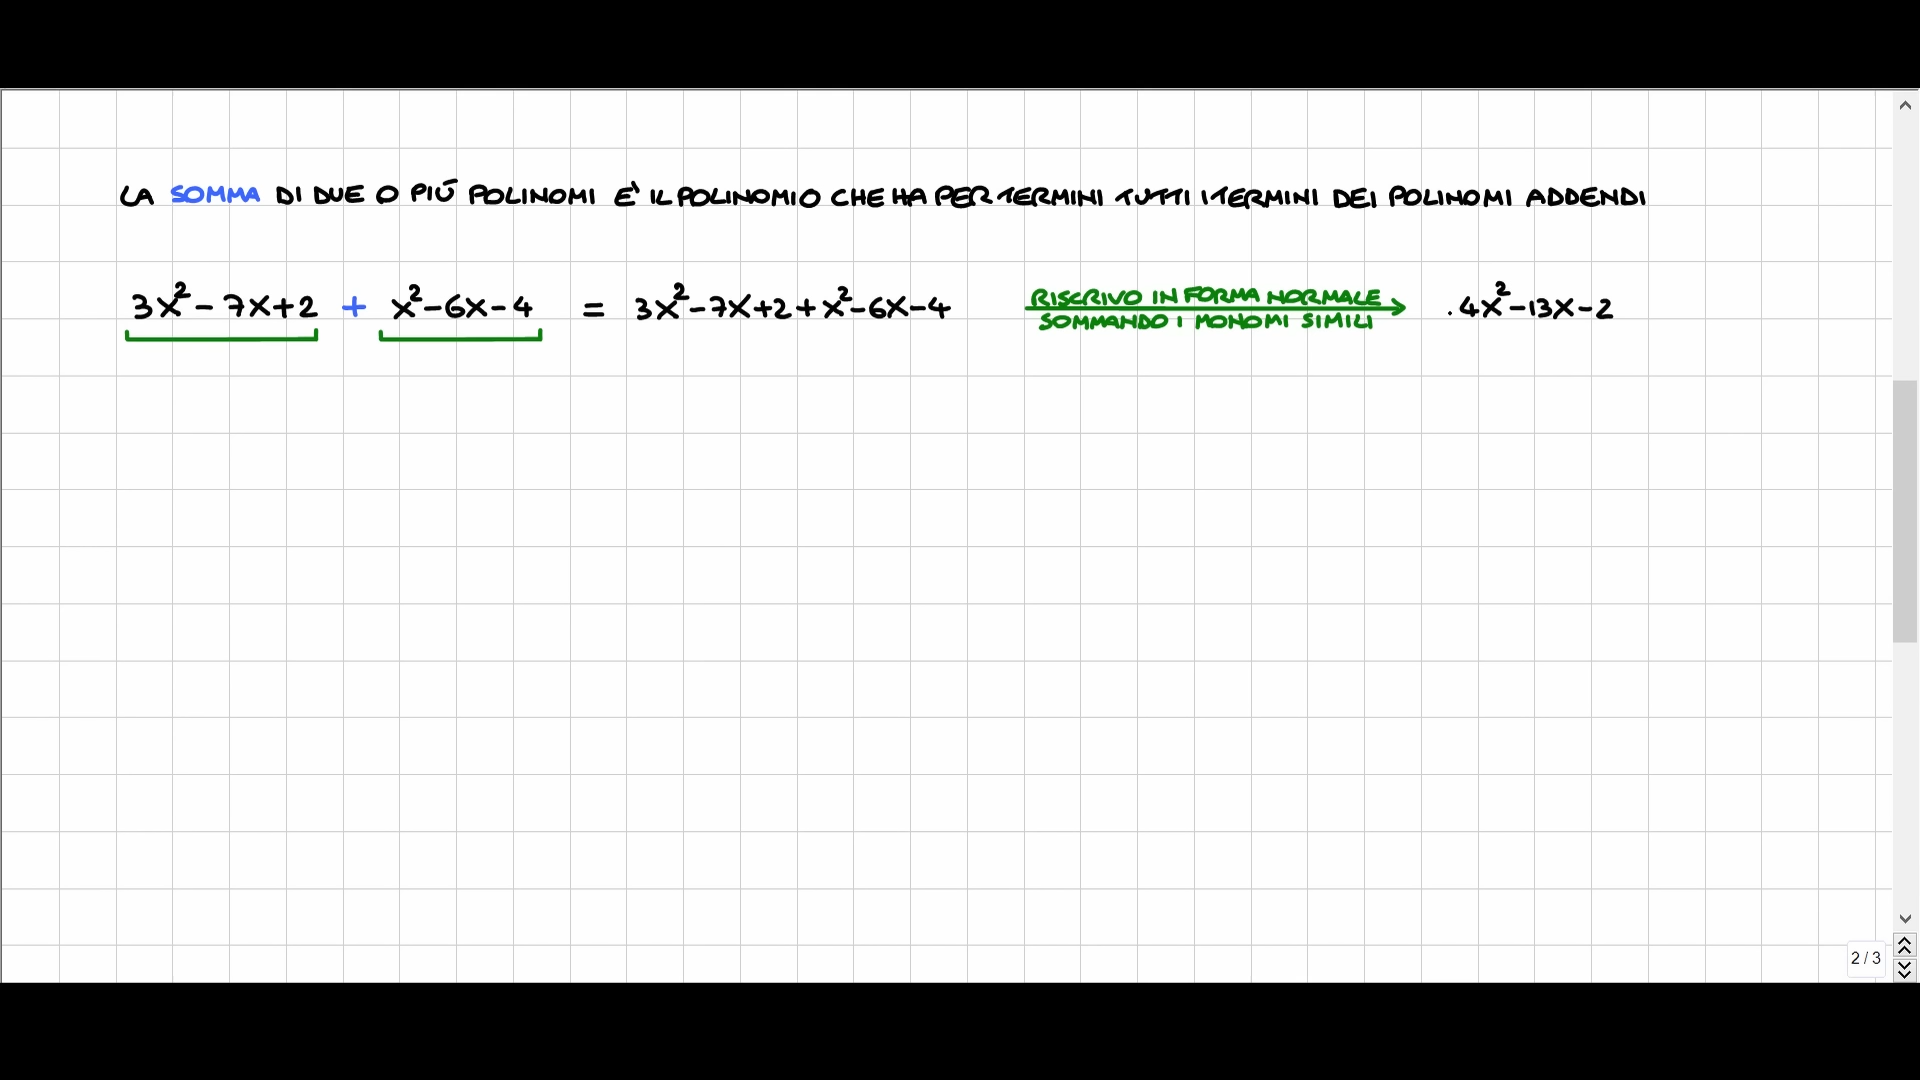 LA SOMMA DI DUE O PIÚ POLINOMI E' IL POLINOMIO CHE HA PER TERMINI TUTTI I TERMINI DEI POLINOMI ADDENDI
3x² - 7x + 2 + x² - 6x - 4 = 3x² - 7x + 2 + x² - 6x - 4 RISCRIVO IN FORMA NORMALE 4x² - 13x - 2
SOMMANDO I MONOMI SIMILI
2 / 3